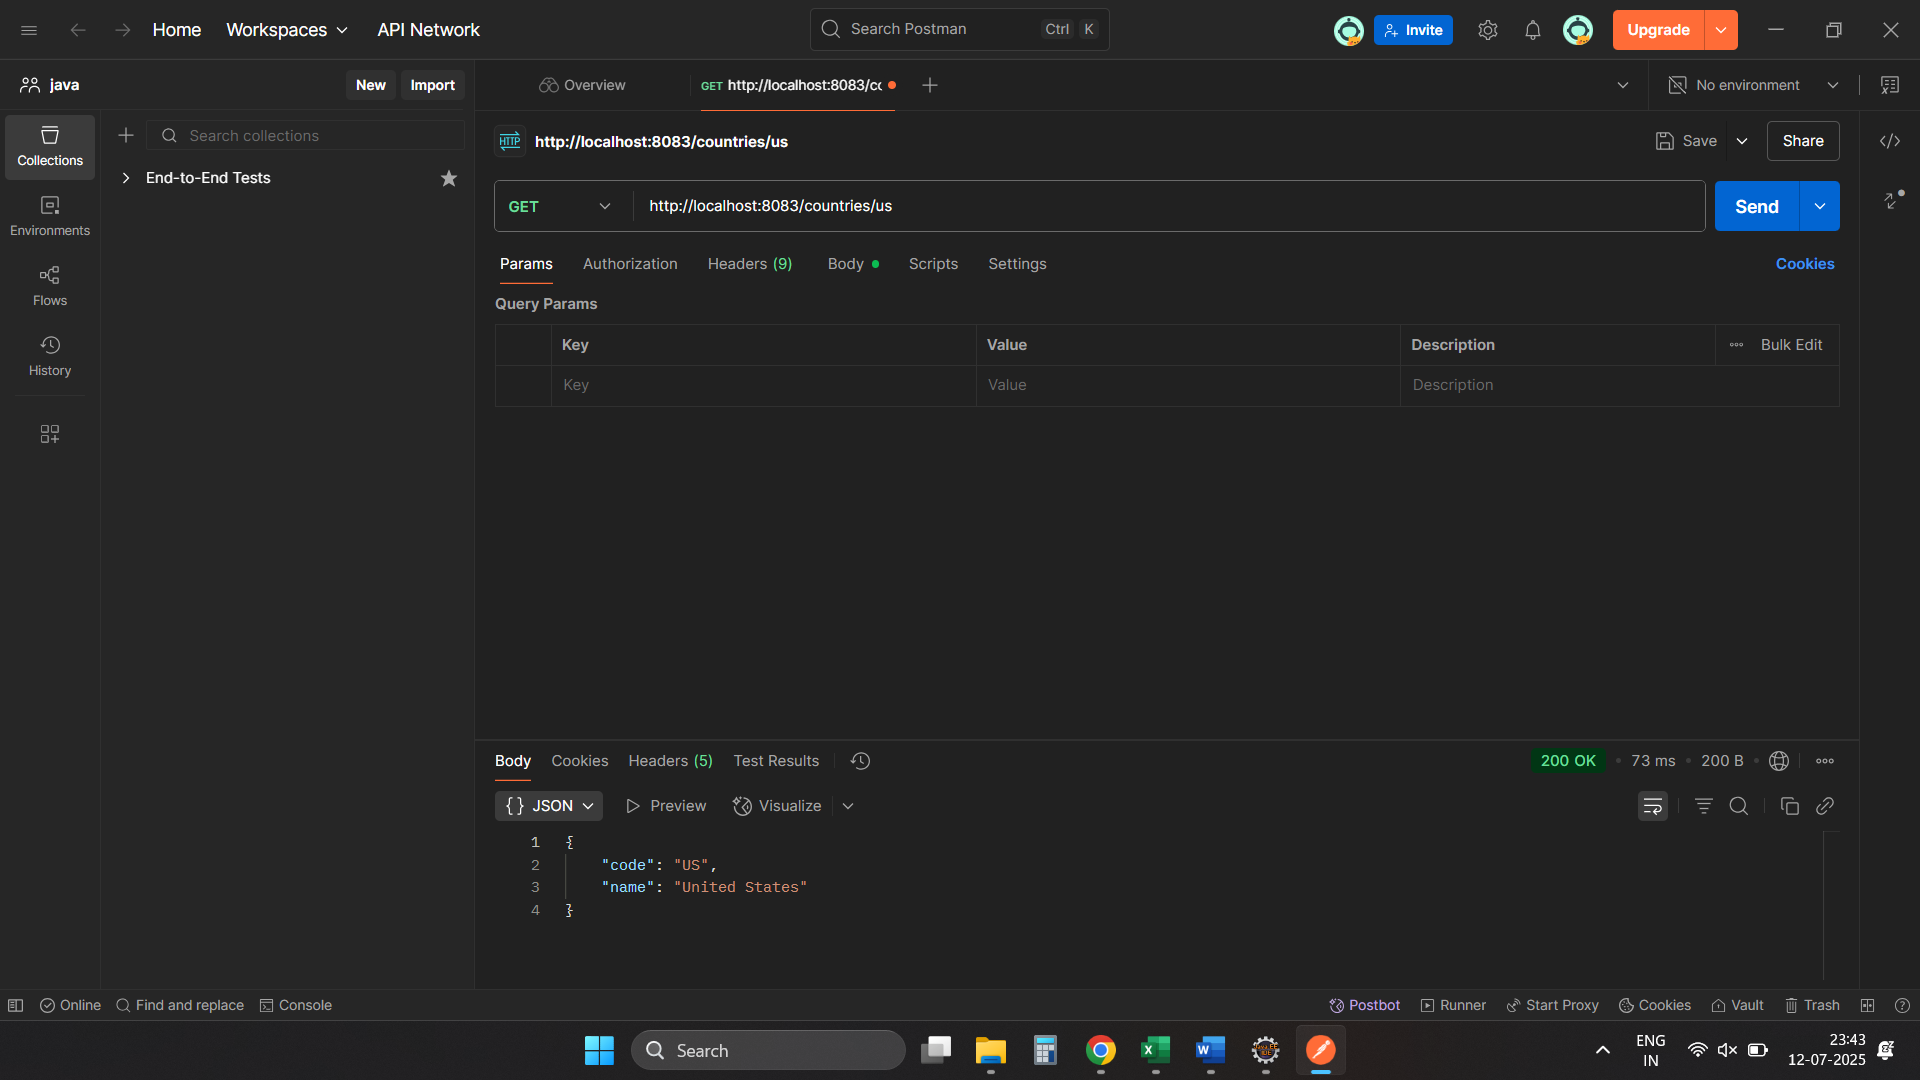 Home Workspaces API Network Search Postman Ctrl K Invite Upgrade
java New Import Overview GET http://localhost:8083/cc No environment
Search collections
Collections
http://localhost:8083/countries/us Save Share
HTTP
End-to-End Tests
GET http://localhost:8083/countries/us Send
Environments
Params Authorization Headers (9) Body Scripts Settings Cookies
Flows
Query Params
Key Value Description Bulk Edit
History
Key Value Description
Body Cookies Headers (5) Test Results 200 OK 73 ms 200 B
{} JSON Preview Visualize
1 {
2 "code": "US",
3 "name": "United States"
4 }
Online Find and replace Console Postbot Runner Start Proxy Cookies Vault Trash
Search ENG IN 23:43
12-07-2025